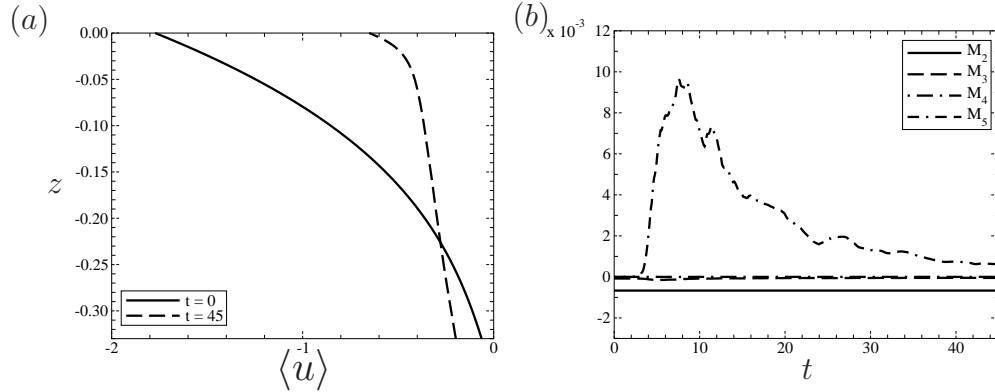 (a)
0.00
-0.05
-0.10
-0.15
-0.20
-0.25
-0.30
z
t = 0
t = 45
-2
-1
0
⟨u⟩
(b)
x 10⁻³
12
10
8
6
4
2
0
-2
M₂
M₃
M₄
M₅
0
10
20
30
40
t